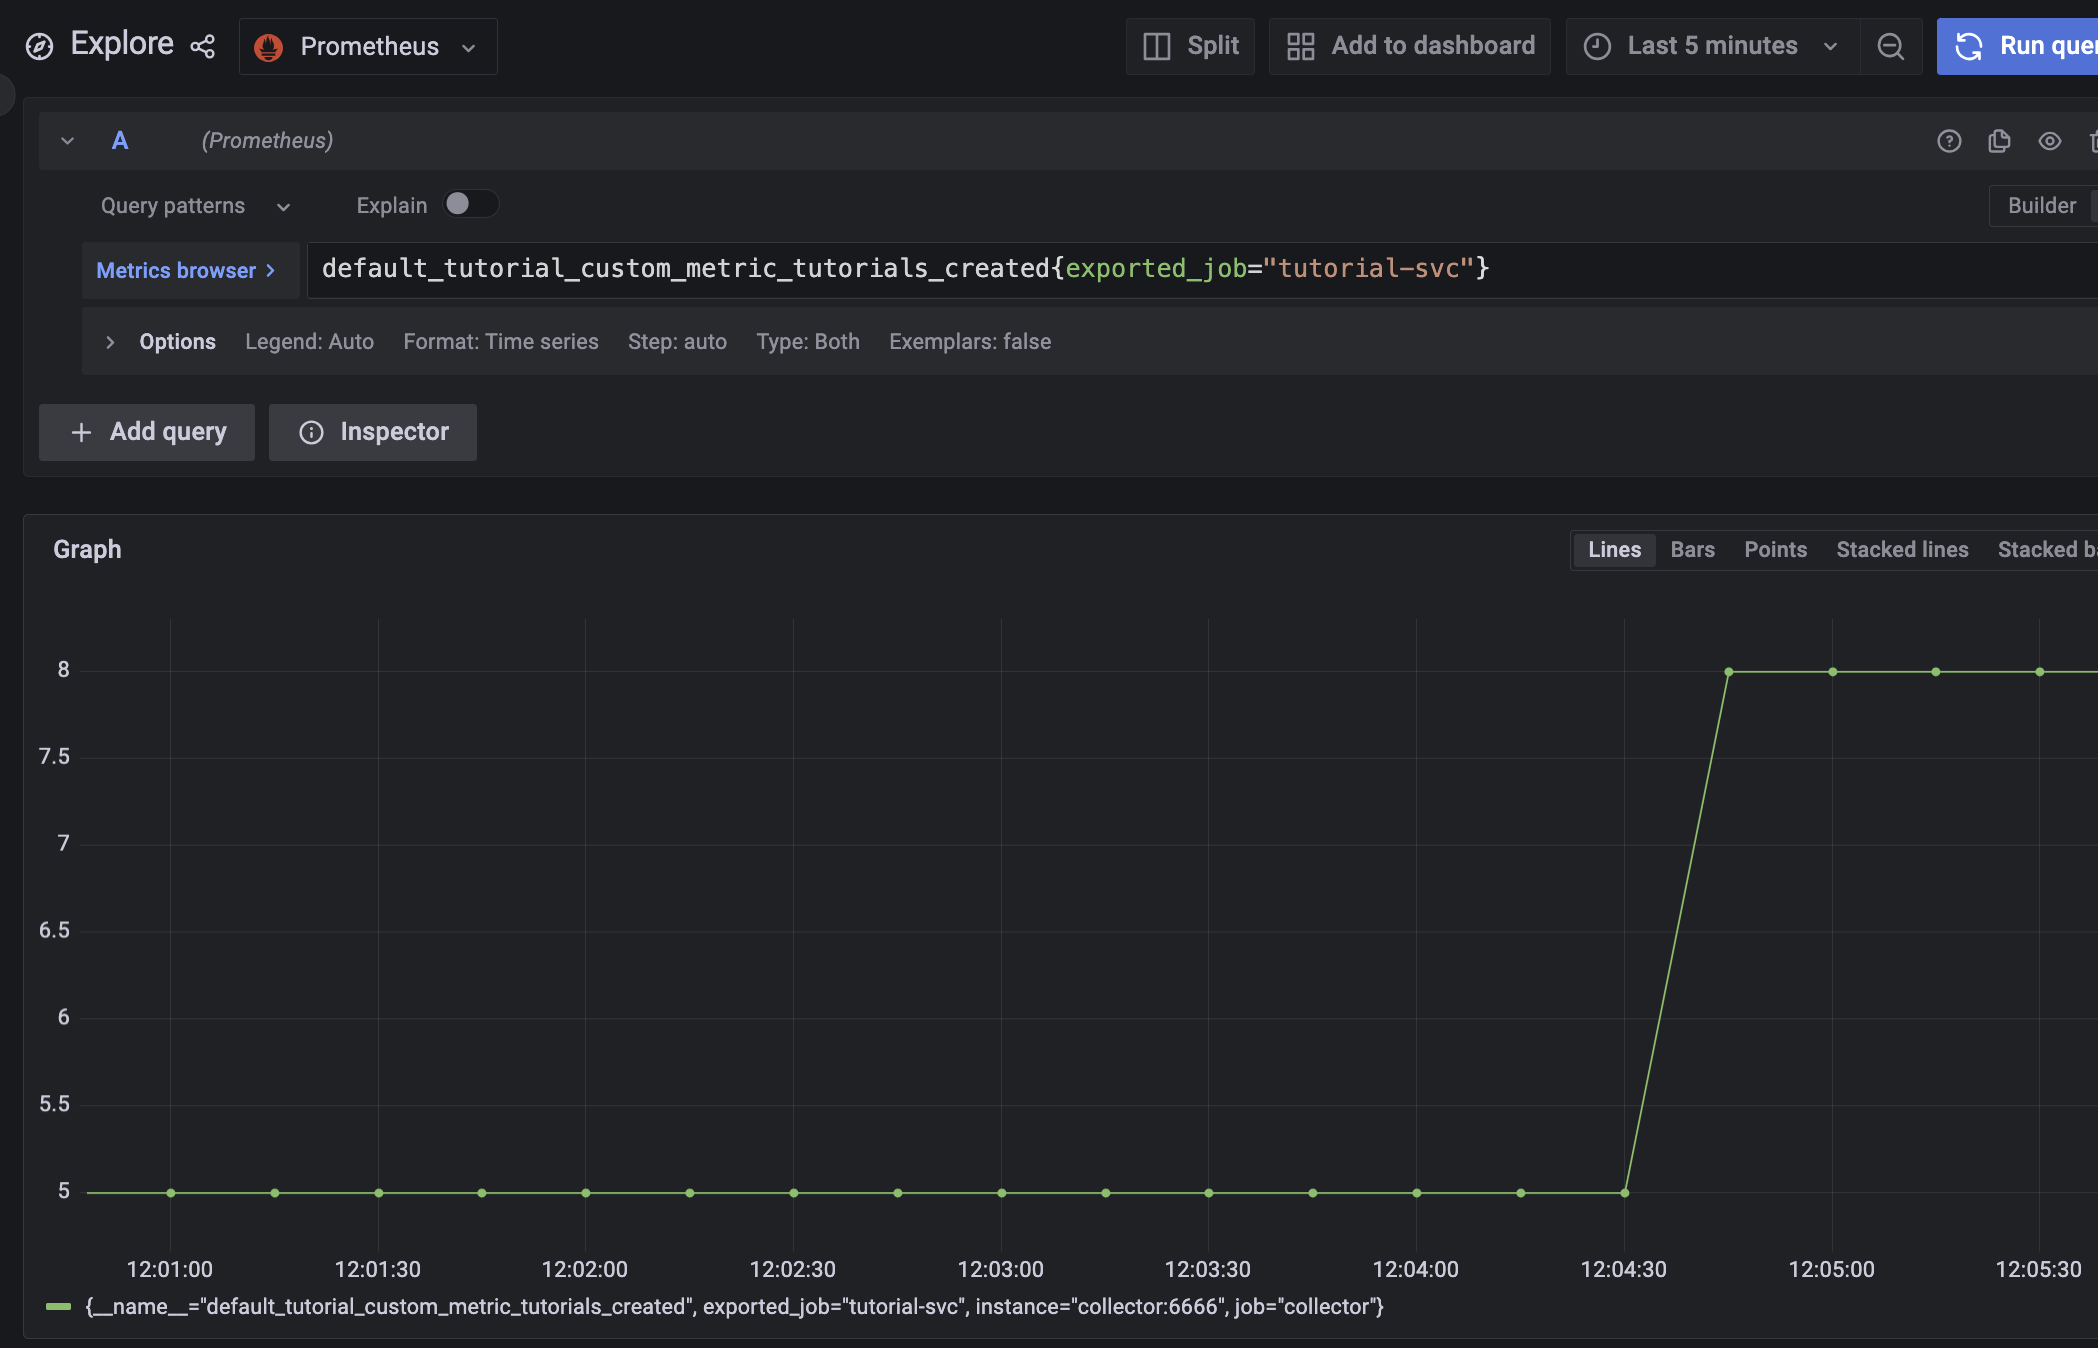 Explore Prometheus Split Add to dashboard Last 5 minutes Run
A (Prometheus)
Query patterns Explain Builder
Metrics browser > default_tutorial_custom_metric_tutorials_created{exported_job="tutorial-svc"}
> Options Legend: Auto Format: Time series Step: auto Type: Both Exemplars: false
+ Add query Inspector
Graph Lines Bars Points Stacked lines Stacked
8
7.5
7
6.5
6
5.5
5
12:01:00 12:01:30 12:02:00 12:02:30 12:03:00 12:03:30 12:04:00 12:04:30 12:05:00 12:05:30
{__name__="default_tutorial_custom_metric_tutorials_created", exported_job="tutorial-svc", instance="collector:6666", job="collector"}